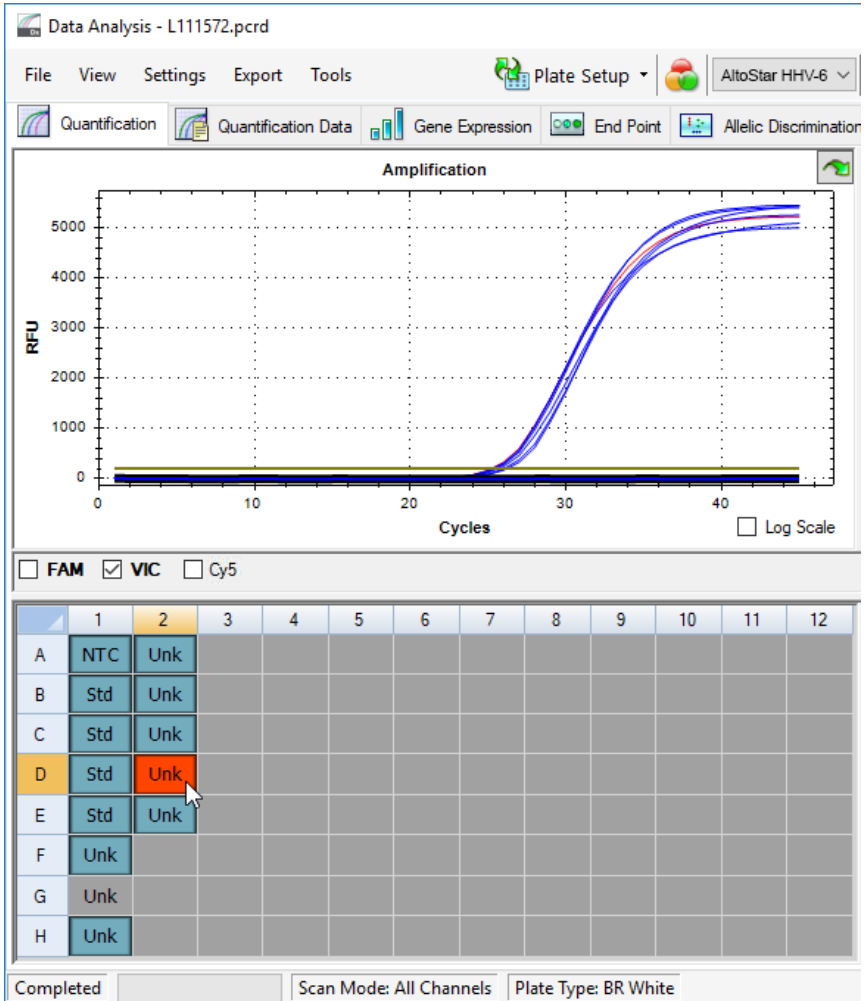 Data Analysis - L111572.pcrd
File View Settings Export Tools Plate Setup AltoStar HHV-6
Quantification Quantification Data Gene Expression End Point Allelic Discrimination
Amplification
5000
4000
3000
2000
1000
0
RFU
0 10 20 30 40
Cycles
Log Scale
FAM VIC Cy5
1 2 3 4 5 6 7 8 9 10 11 12
A NTC Unk
B Std Unk
C Std Unk
D Std Unk
E Std Unk
F Unk
G Unk
H Unk
Completed Scan Mode: All Channels Plate Type: BR White